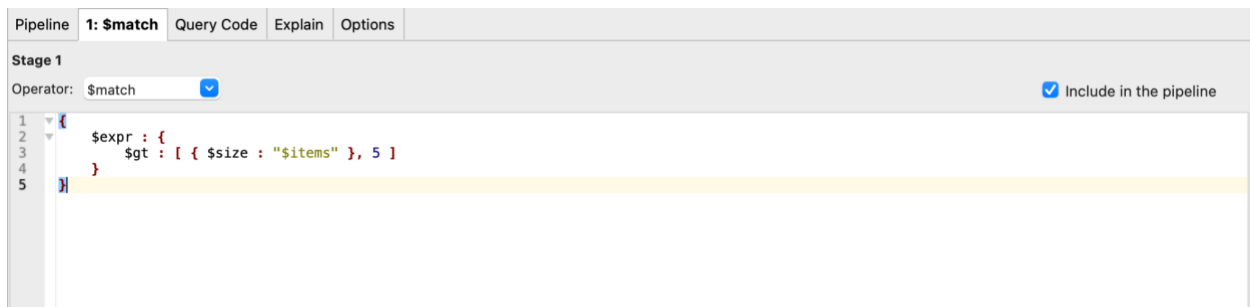 Pipeline 1: $match Query Code Explain Options
Stage 1
Operator: $match Include in the pipeline
1 {
2 $expr : {
3 $gt : [ { $size : "$items" }, 5 ]
4 }
5 }